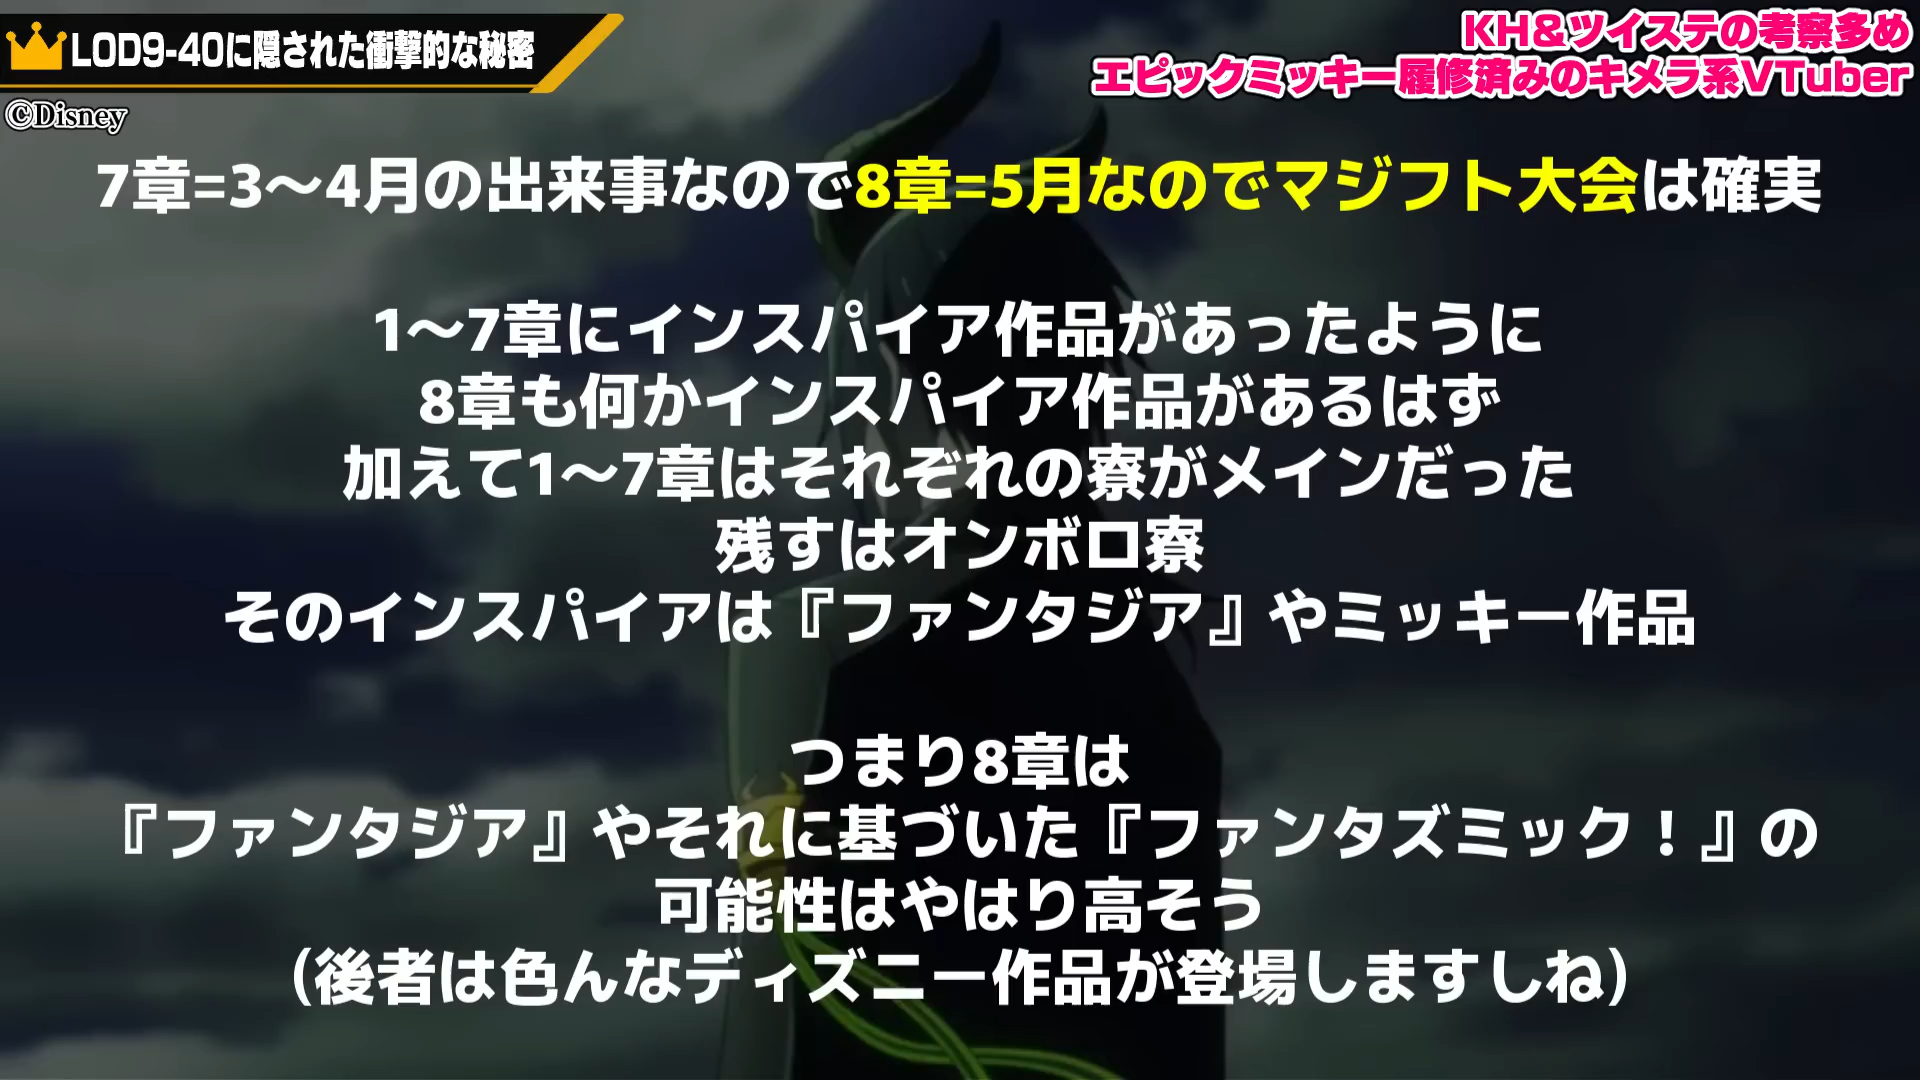 LOD9-40に隠された衝撃的な秘密
©Disney
KH&ツイステの考察多め
エピックミッキー履修済みのキメラ系VTuber
7章=3〜4月の出来事なので8章=5月なのでマジフト大会は確実
1〜7章にインスパイア作品があったように
8章も何かインスパイア作品があるはず
加えて1〜7章はそれぞれの寮がメインだった
残すはオンボロ寮
そのインスパイアは『ファンタジア』やミッキー作品
つまり8章は
『ファンタジア』やそれに基づいた『ファンタズミック！』の
可能性はやはり高そう
(後者は色んなディズニー作品が登場しますしね)